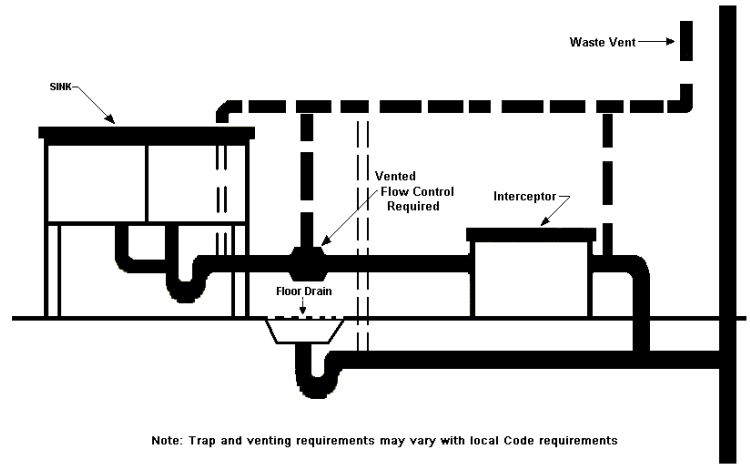 Waste Vent
SINK
Vented
Flow Control
Required
Interceptor
Floor Drain
Note: Trap and venting requirements may vary with local Code requirements